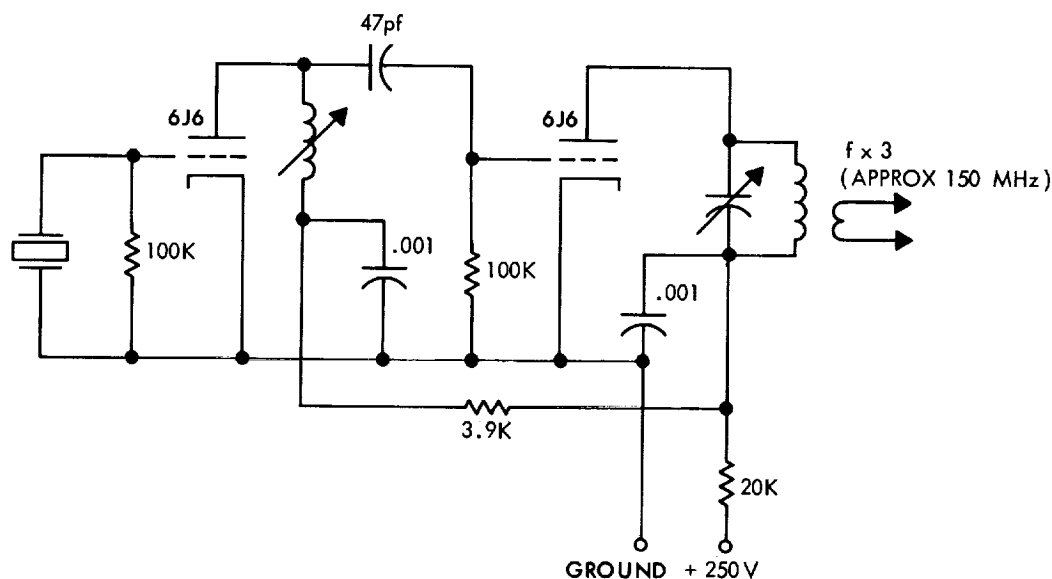 47pf
6J6
6J6
f x 3
(APPROX 150 MHz)
100K
.001
100K
.001
3.9K
20K
GROUND + 250V